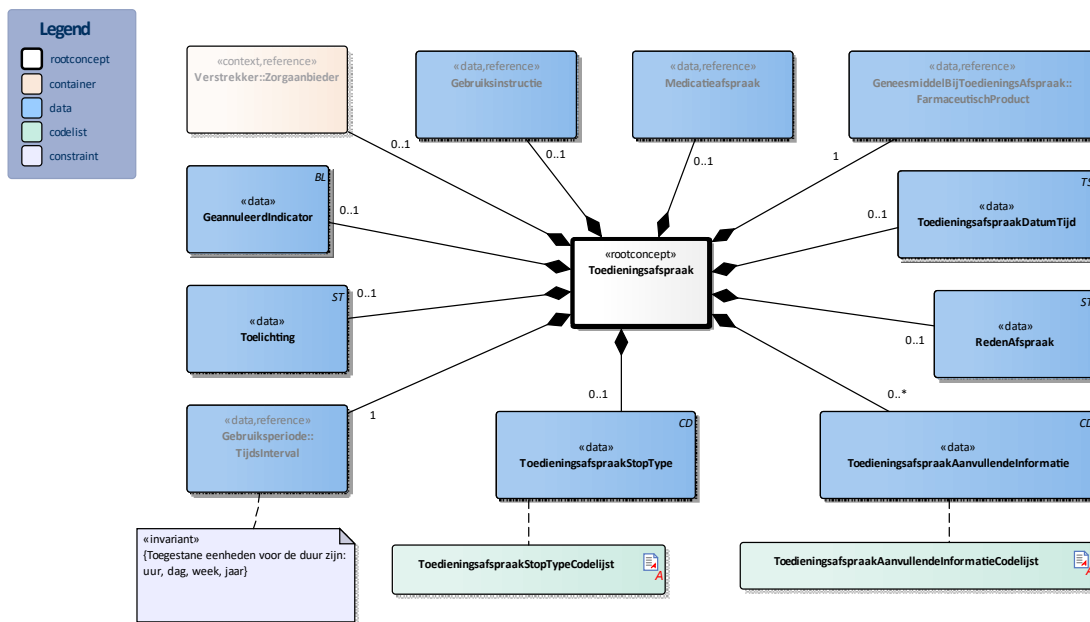 Legend
rootconcept
container
data
codelist
constraint
«context,reference»
Verstrekker::Zorgaanbieder
0..1
«data,reference»
Gebruiksinstructie
0..1
«data,reference»
Medicatieafspraak
0..1
«data,reference»
GeneesmiddelBijToedieningsAfspraak::
FarmaceutischProduct
1
BL
«data»
GeannuleerdIndicator
0..1
TS
«data»
ToedieningsafspraakDatumTijd
0..1
«rootconcept»
Toedieningsafspraak
ST
«data»
Toelichting
0..1
ST
«data»
RedenAfspraak
0..1
«data,reference»
Gebruiksperiode::
TijdsInterval
1
CD
«data»
ToedieningsafspraakStopType
0..1
CD
«data»
ToedieningsafspraakAanvullendeInformatie
0..*
«invariant»
{Toegestane eenheden voor de duur zijn:
uur, dag, week, jaar}
ToedieningsafspraakStopTypeCodelijst
A
ToedieningsafspraakAanvullendeInformatieCodelijst
A